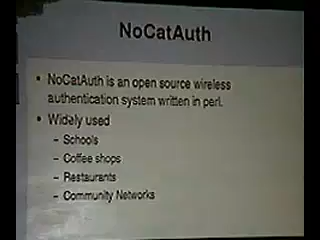 NoCatAuth
• NoCatAuth is an open source wireless
authentication system written in perl.
• Widely used
– Schools
– Coffee shops
– Restaurants
– Community Networks